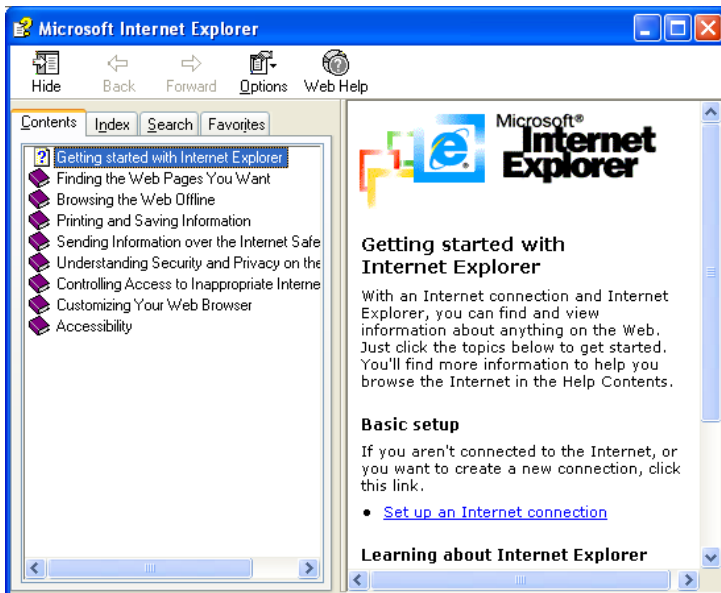 Microsoft Internet Explorer
Hide Back Forward Options Web Help
Contents Index Search Favorites
Getting started with Internet Explorer
Finding the Web Pages You Want
Browsing the Web Offline
Printing and Saving Information
Sending Information over the Internet Safe
Understanding Security and Privacy on the
Controlling Access to Inappropriate Interne
Customizing Your Web Browser
Accessibility
Microsoft®
Internet
Explorer
Getting started with
Internet Explorer
With an Internet connection and Internet
Explorer, you can find and view
information about anything on the Web.
Just click the topics below to get started.
You'll find more information to help you
browse the Internet in the Help Contents.
Basic setup
If you aren't connected to the Internet, or
you want to create a new connection, click
this link.
• Set up an Internet connection
Learning about Internet Explorer